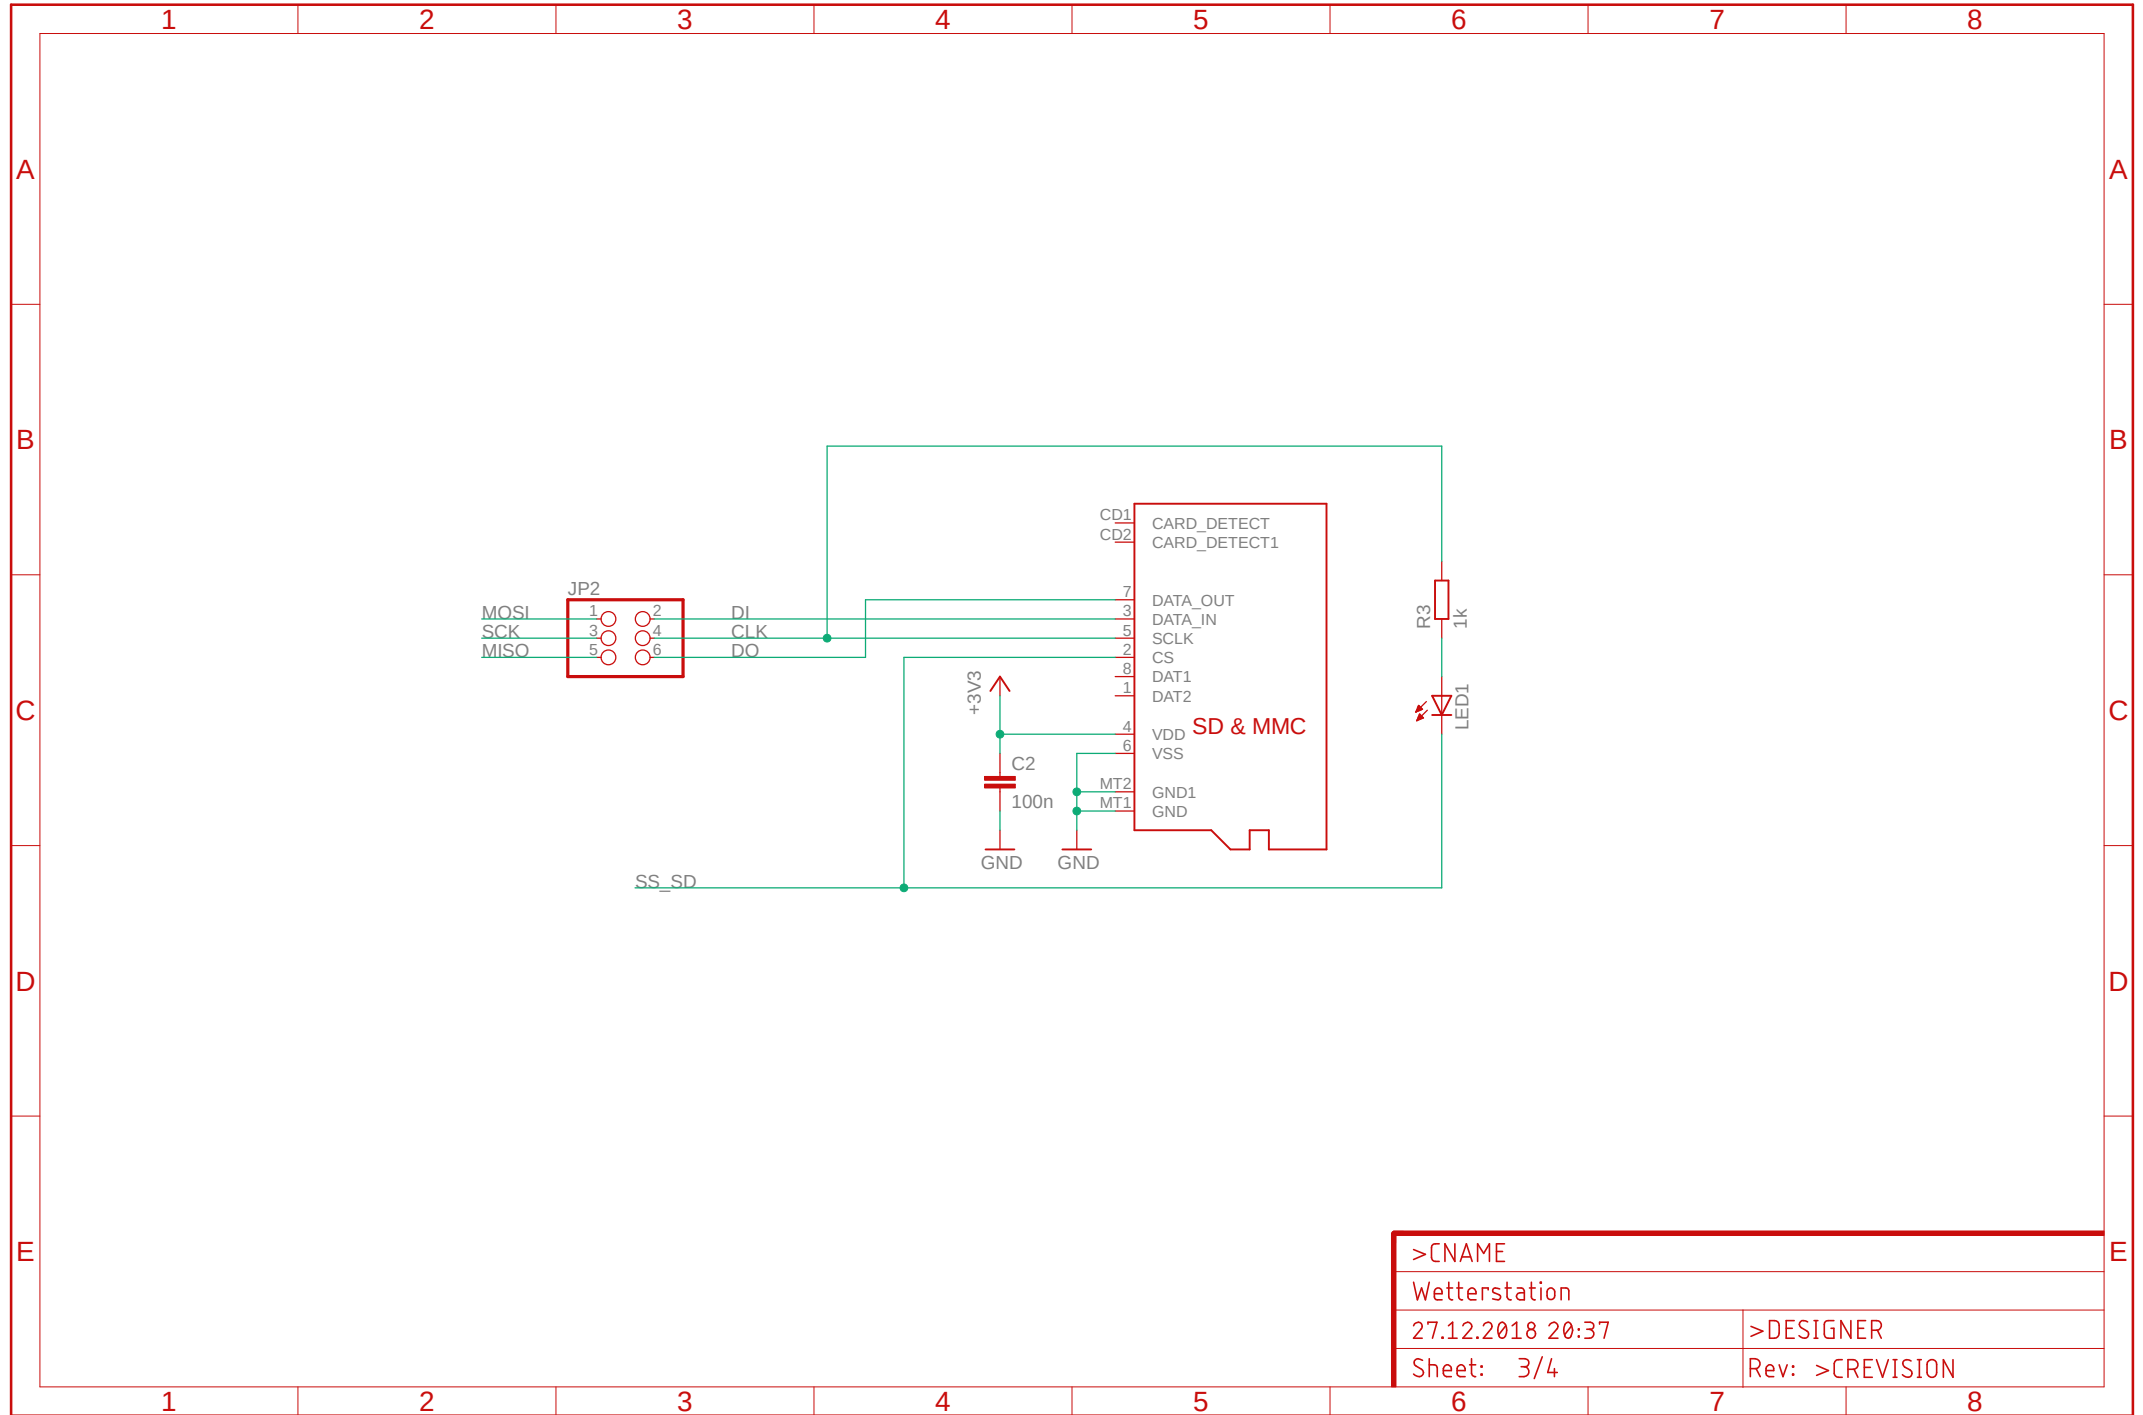 1 2 3 4 5 6 7 8
A A
B B
CD1 CARD_DETECT
CD2 CARD_DETECT1
JP2
7 DATA_OUT
MOSI 1 2 DI 3 DATA_IN
SCK 3 4 CLK 5 SCLK
MISO 5 6 DO 2 CS
8 DAT1
1 DAT2
R3 1k
+3V3
LED1
C C
SD & MMC
4 VDD
6 VSS
C2
100n
MT2 GND1
MT1 GND
GND GND
SS_SD
D D
E E
>CNAME
Wetterstation
27.12.2018 20:37 >DESIGNER
Sheet: 3/4 Rev: >CREVISION
1 2 3 4 5 6 7 8